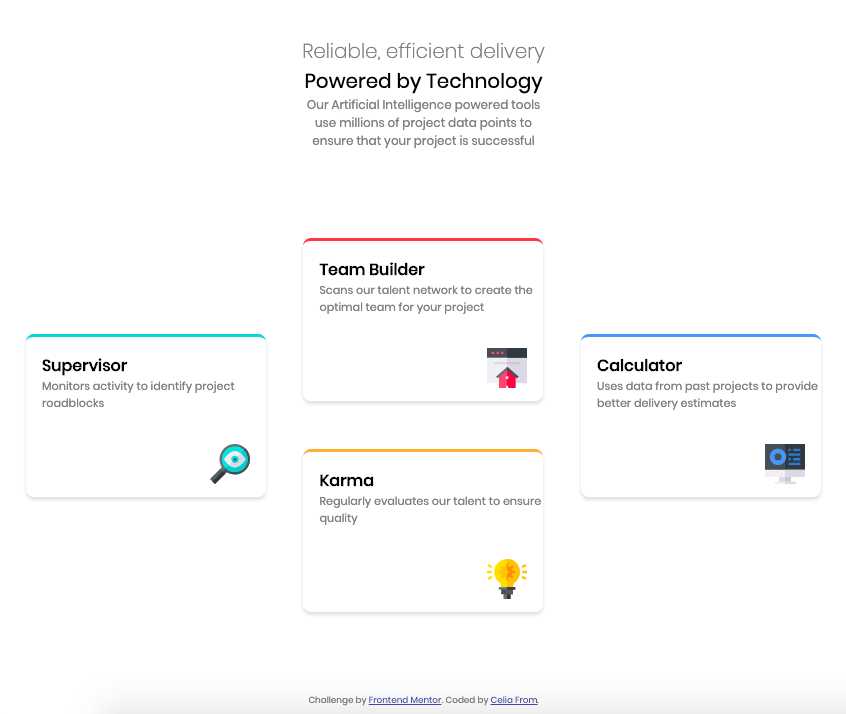 Reliable, efficient delivery
Powered by Technology
Our Artificial Intelligence powered tools
use millions of project data points to
ensure that your project is successful
Team Builder
Scans our talent network to create the
optimal team for your project
Supervisor
Monitors activity to identify project
roadblocks
Calculator
Uses data from past projects to provide
better delivery estimates
Karma
Regularly evaluates our talent to ensure
quality
Challenge by Frontend Mentor. Coded by Celia From.